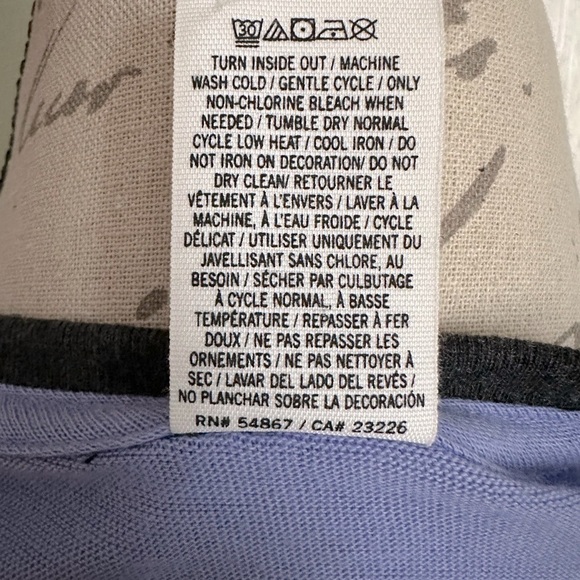 30
TURN INSIDE OUT / MACHINE
WASH COLD / GENTLE CYCLE / ONLY
NON-CHLORINE BLEACH WHEN
NEEDED / TUMBLE DRY NORMAL
CYCLE LOW HEAT / COOL IRON / DO
NOT IRON ON DECORATION/ DO NOT
DRY CLEAN/ RETOURNER LE
VÊTEMENT À L'ENVERS / LAVER À LA
MACHINE, À L'EAU FROIDE / CYCLE
DÉLICAT / UTILISER UNIQUEMENT DU
JAVELLISANT SANS CHLORE, AU
BESOIN / SÉCHER PAR CULBUTAGE
À CYCLE NORMAL, À BASSE
TEMPÉRATURE / REPASSER À FER
DOUX / NE PAS REPASSER LES
ORNEMENTS / NE PAS NETTOYER À
SEC / LAVAR DEL LADO DEL REVÉS /
NO PLANCHAR SOBRE LA DECORACIÓN
RN# 54867 / CA# 23226